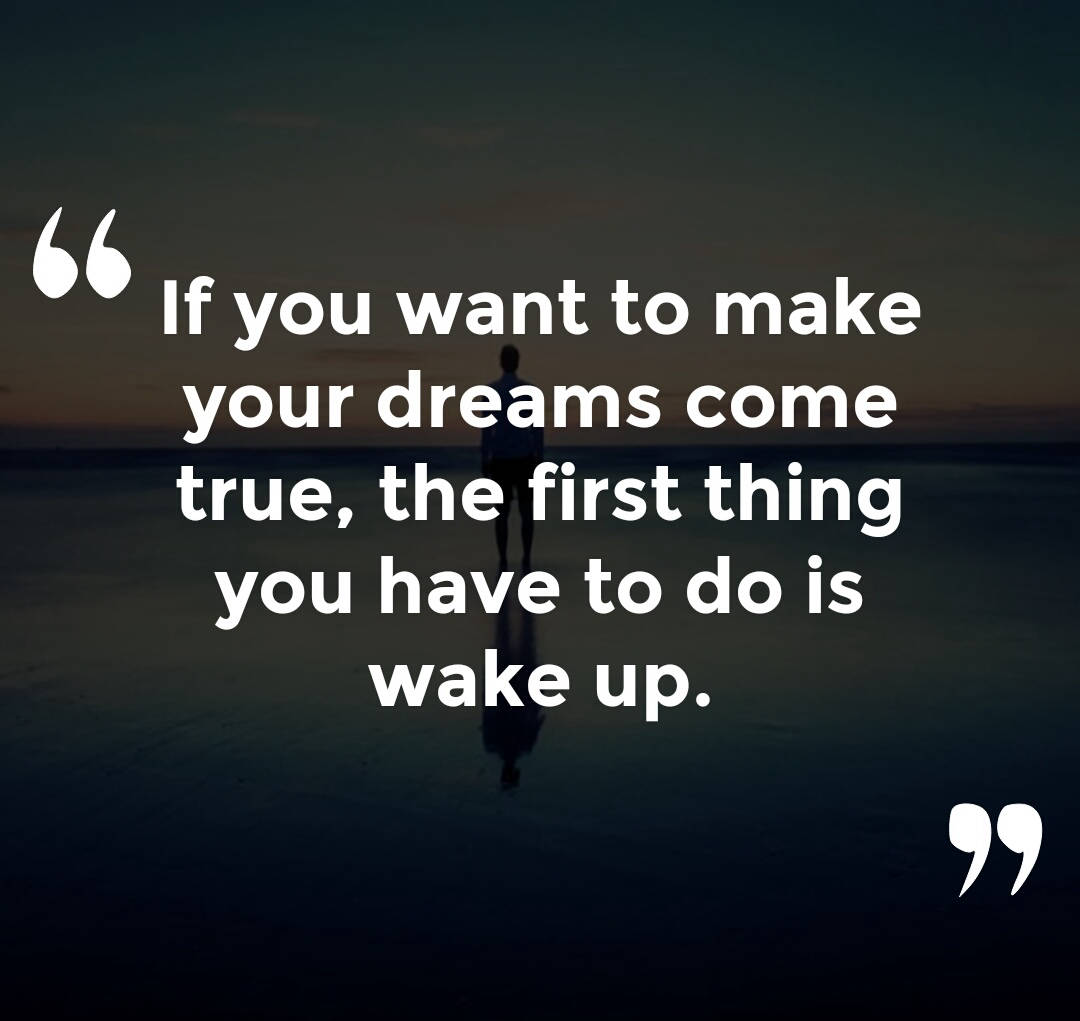 “ If you want to make
your dreams come
true, the first thing
you have to do is
wake up.
”